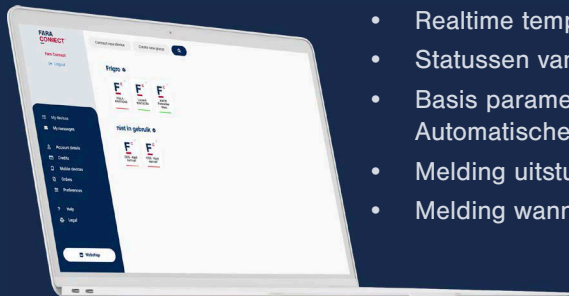 FARA
CONNECT
Fara Connect
Logout
Connect new device
Create new group
Frigro
My devices
My messages
niet in gebruik
Account details
Credits
Mobile devices
Orders
Preferences
Help
Legal
Webshop
• Realtime temp
• Statussen van
• Basis parame
Automatische
• Melding uitstu
• Melding wann